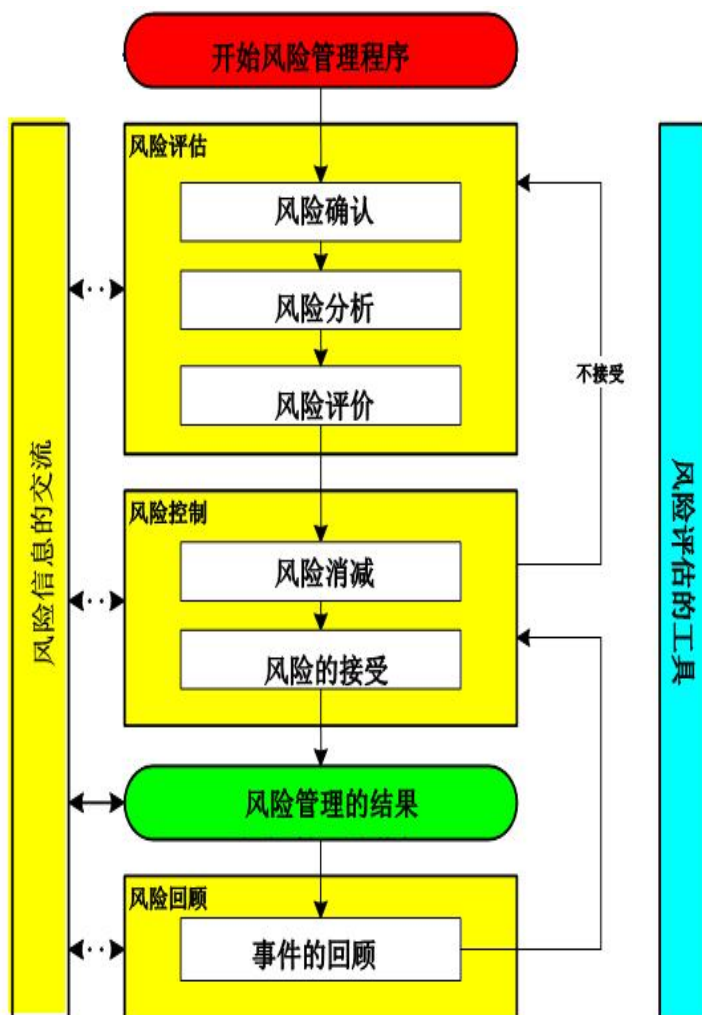 开始风险管理程序
风险评估
风险确认
风险分析
风险评价
不接受
风险控制
风险消减
风险的接受
风险管理的结果
风险回顾
事件的回顾
风险信息的交流
风险评估的工具